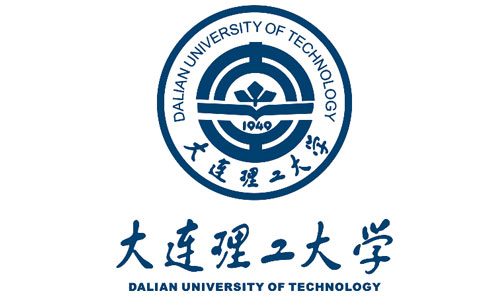 DALIAN UNIVERSITY OF TECHNOLOGY
1949
大连理工大学
大连理工大学
DALIAN UNIVERSITY OF TECHNOLOGY